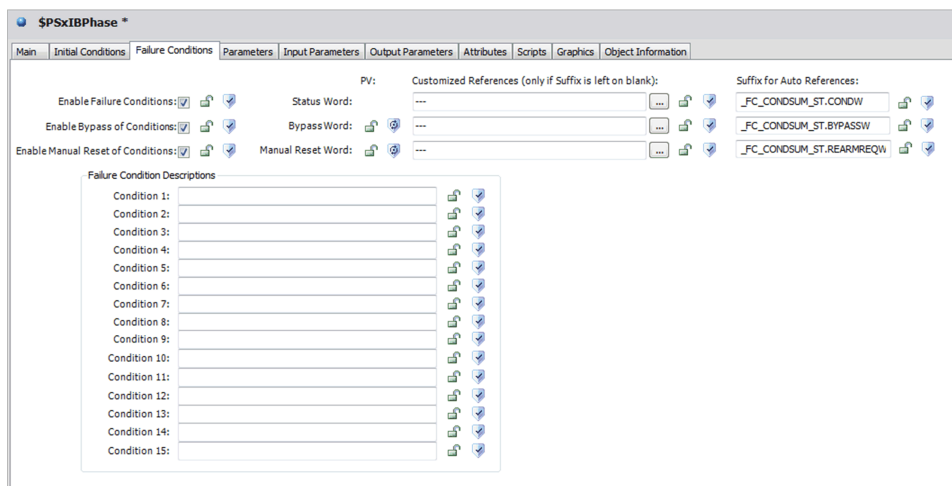 $PSxIBPhase *
Main Initial Conditions Failure Conditions Parameters Input Parameters Output Parameters Attributes Scripts Graphics Object Information
PV: Customized References (only if Suffix is left on blank): Suffix for Auto References:
Enable Failure Conditions: Status Word: --- ... _FC_CONDSUM_ST.CONDW
Enable Bypass of Conditions: Bypass Word: --- ... _FC_CONDSUM_ST.BYPASSW
Enable Manual Reset of Conditions: Manual Reset Word: --- ... _FC_CONDSUM_ST.REARMREQW
Failure Condition Descriptions
Condition 1:
Condition 2:
Condition 3:
Condition 4:
Condition 5:
Condition 6:
Condition 7:
Condition 8:
Condition 9:
Condition 10:
Condition 11:
Condition 12:
Condition 13:
Condition 14:
Condition 15: